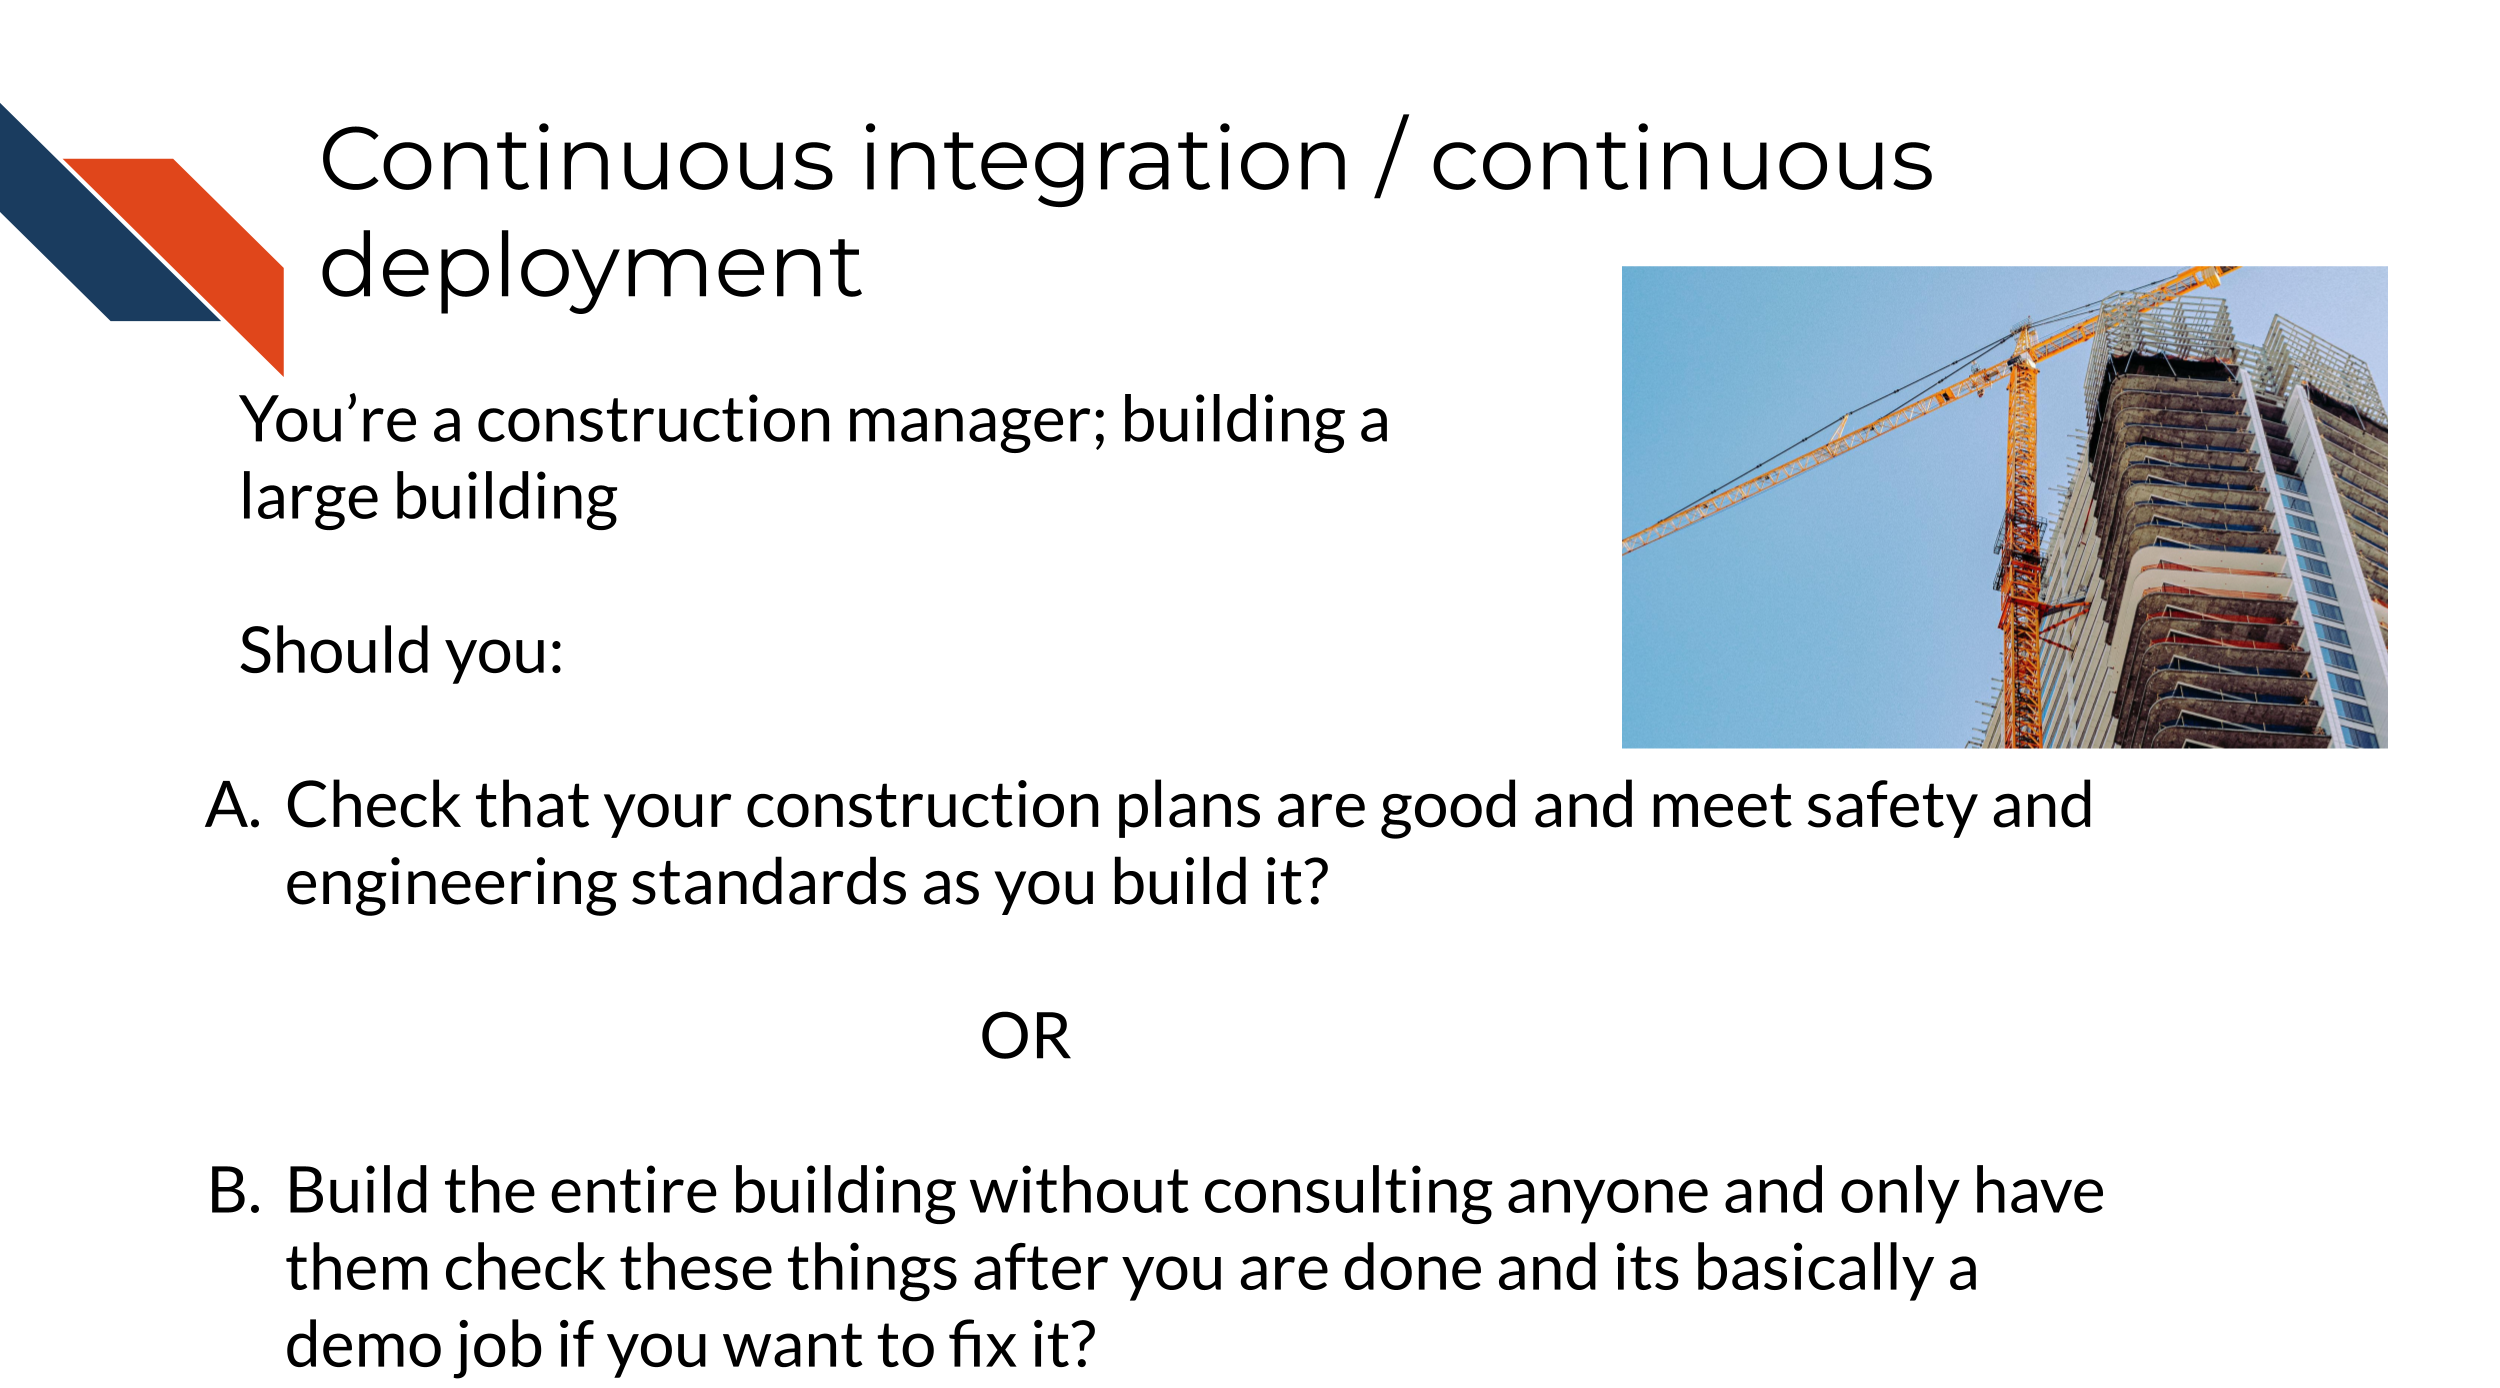 Continuous integration / continuous
deployment
You're a construction manager; building a
large building
Should you:
A. Check that your construction plans are good and meet safety and
engineering standards as you build it?
OR
B. Build the entire building without consulting anyone and only have
them check these things after you are done and its basically a
demo job if you want to fix it?